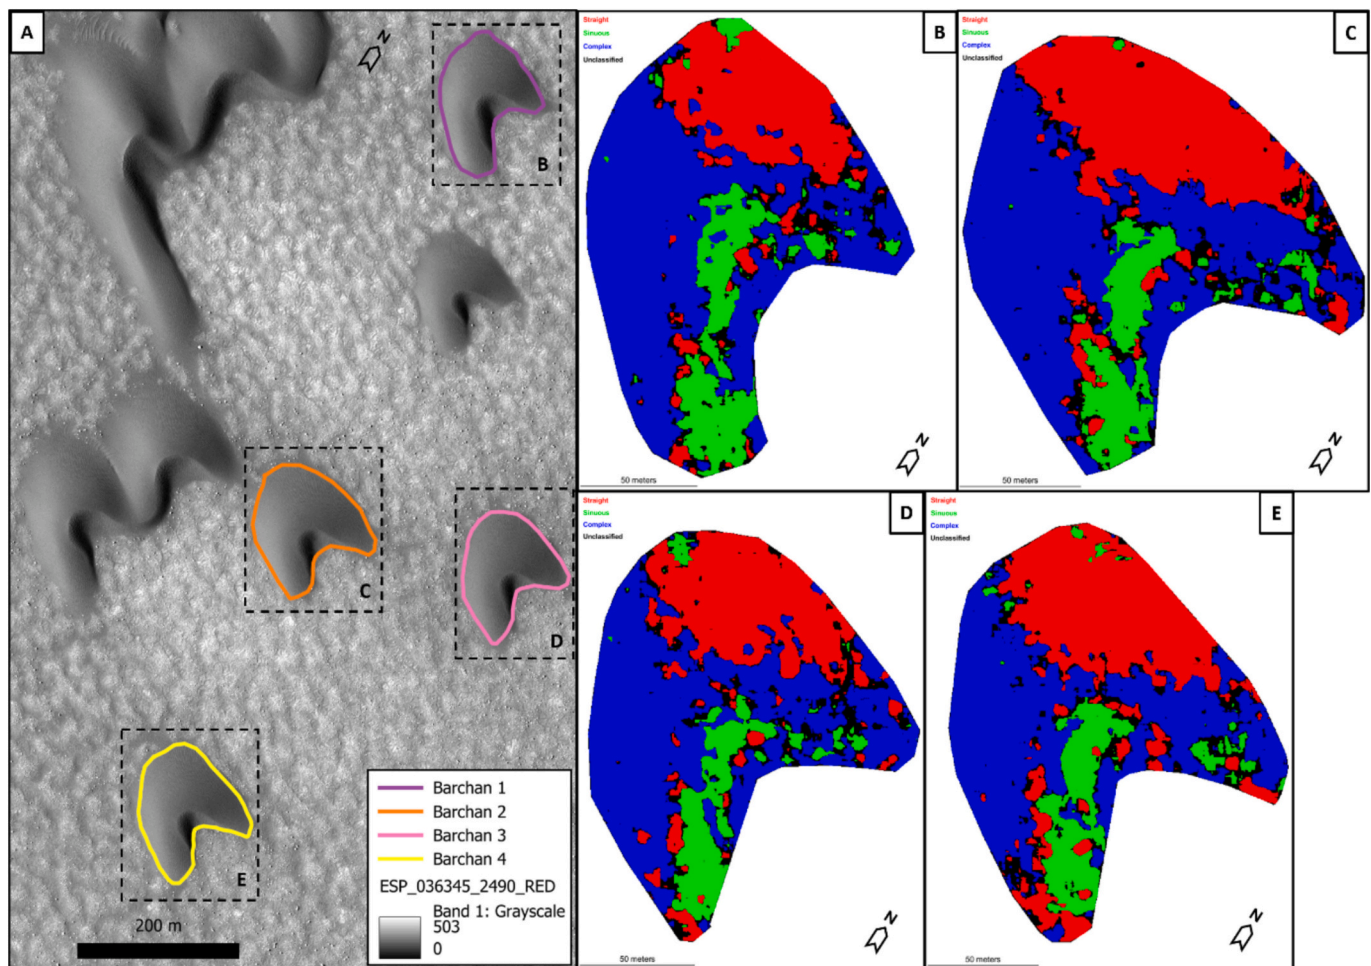 A
N
B
C
D
E
Barchan 1
Barchan 2
Barchan 3
Barchan 4
ESP_036345_2490_RED
Band 1: Grayscale
503
0
200 m
Straight
Sinuous
Complex
Unclassified
B
N
50 meters
Straight
Sinuous
Complex
Unclassified
C
N
50 meters
Straight
Sinuous
Complex
Unclassified
D
N
50 meters
Straight
Sinuous
Complex
Unclassified
E
N
50 meters